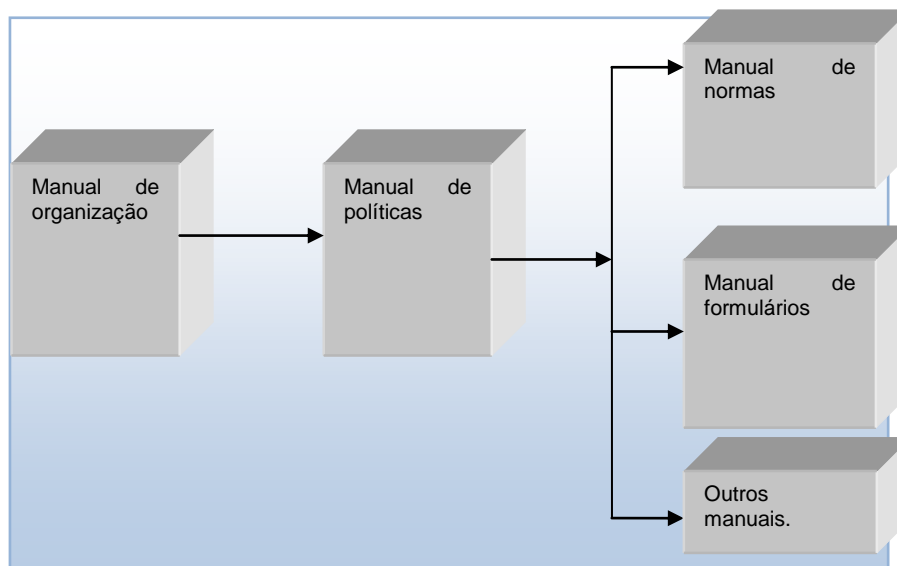 Manual de
organização
Manual de
políticas
Manual de
normas
Manual de
formulários
Outros
manuais.